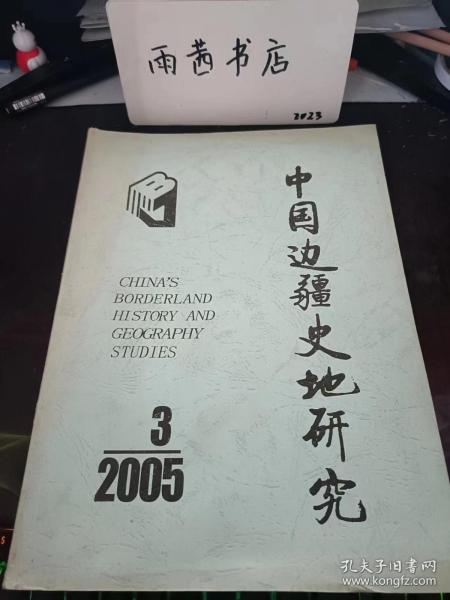 雨茜书店
2023
中国边疆史地研究
CHINA'S
BORDERLAND
HISTORY AND
GEOGRAPHY
STUDIES
3
2005
孔夫子旧书网
www.kongfz.com